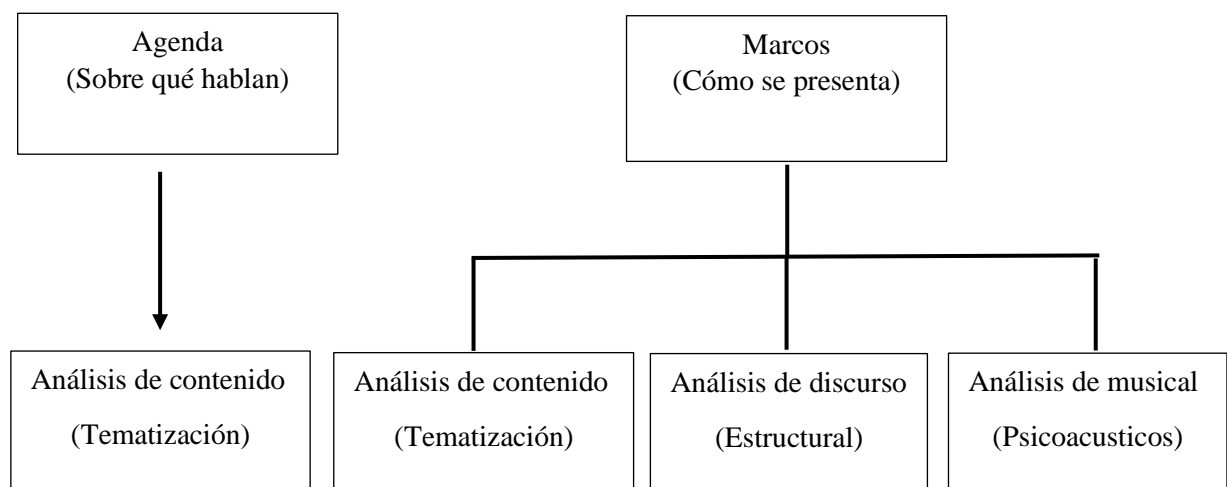 Agenda
(Sobre qué hablan)
Marcos
(Cómo se presenta)
Análisis de contenido
(Tematización)
Análisis de contenido
(Tematización)
Análisis de discurso
(Estructural)
Análisis de musical
(Psicoacusticos)